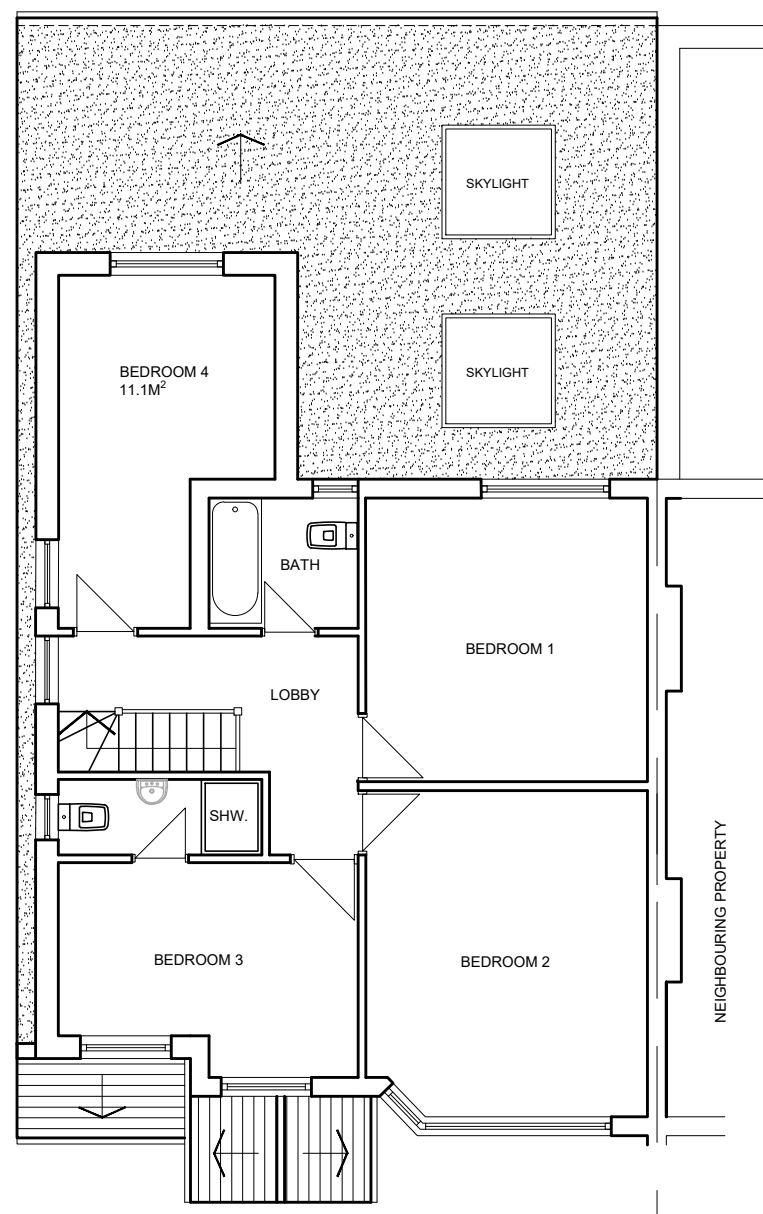 SKYLIGHT
SKYLIGHT
BEDROOM 4
11.1M²
BATH
BEDROOM 1
LOBBY
SHW.
BEDROOM 3
BEDROOM 2
NEIGHBOURING PROPERTY